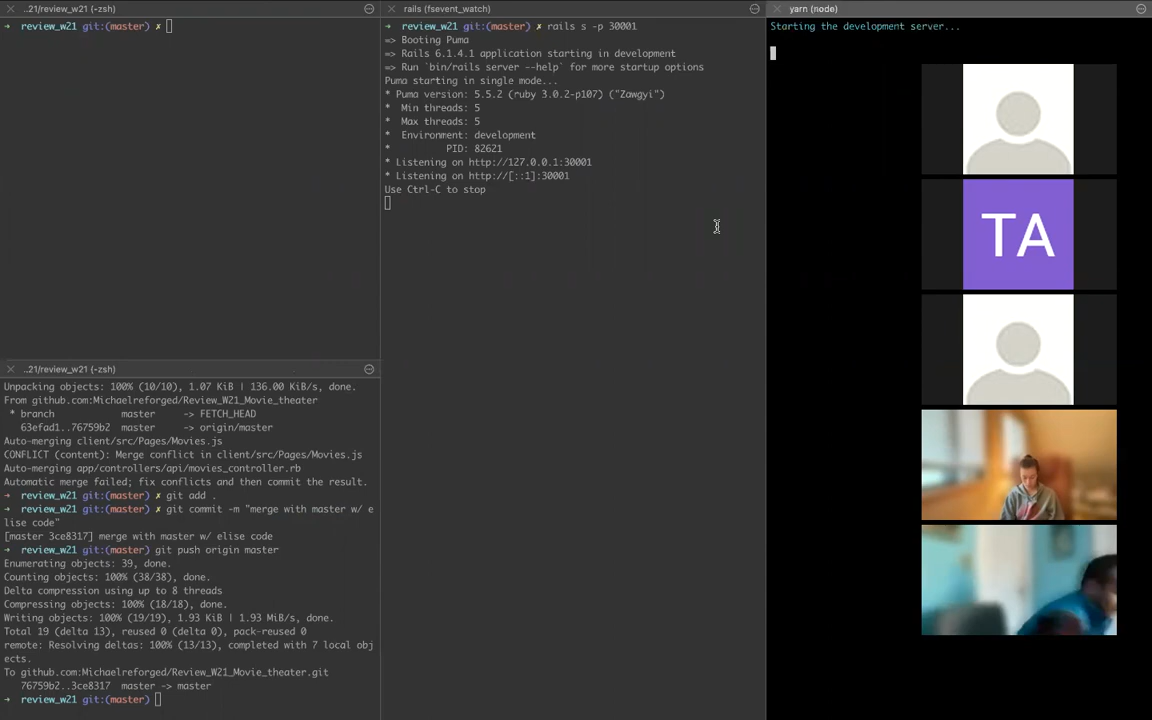 ..21/review_w21 (-zsh)
→ review_w21 git:(master) ✗
..21/review_w21 (-zsh)
Unpacking objects: 100% (10/10), 1.07 KiB | 136.00 KiB/s, done.
From github.com:Michaelreforged/Review_W21_Movie_theater
* branch master -> FETCH_HEAD
63efad1..76759b2 master -> origin/master
Auto-merging client/src/Pages/Movies.js
CONFLICT (content): Merge conflict in client/src/Pages/Movies.js
Auto-merging app/controllers/api/movies_controller.rb
Automatic merge failed; fix conflicts and then commit the result.
→ review_w21 git:(master) ✗ git add .
→ review_w21 git:(master) ✗ git commit -m "merge with master w/ e
lise code"
[master 3ce8317] merge with master w/ elise code
→ review_w21 git:(master) git push origin master
Enumerating objects: 39, done.
Counting objects: 100% (38/38), done.
Delta compression using up to 8 threads
Compressing objects: 100% (18/18), done.
Writing objects: 100% (19/19), 1.93 KiB | 1.93 MiB/s, done.
Total 19 (delta 13), reused 0 (delta 0), pack-reused 0
remote: Resolving deltas: 100% (13/13), completed with 7 local obj
ects.
To github.com:Michaelreforged/Review_W21_Movie_theater.git
76759b2..3ce8317 master -> master
→ review_w21 git:(master)
rails (fsevent_watch)
→ review_w21 git:(master) ✗ rails s -p 30001
=> Booting Puma
=> Rails 6.1.4.1 application starting in development
=> Run `bin/rails server --help` for more startup options
Puma starting in single mode...
* Puma version: 5.5.2 (ruby 3.0.2-p107) ("Zawgyi")
* Min threads: 5
* Max threads: 5
* Environment: development
* PID: 82621
* Listening on http://127.0.0.1:30001
* Listening on http://[::1]:30001
Use Ctrl-C to stop
yarn (node)
Starting the development server...
TA